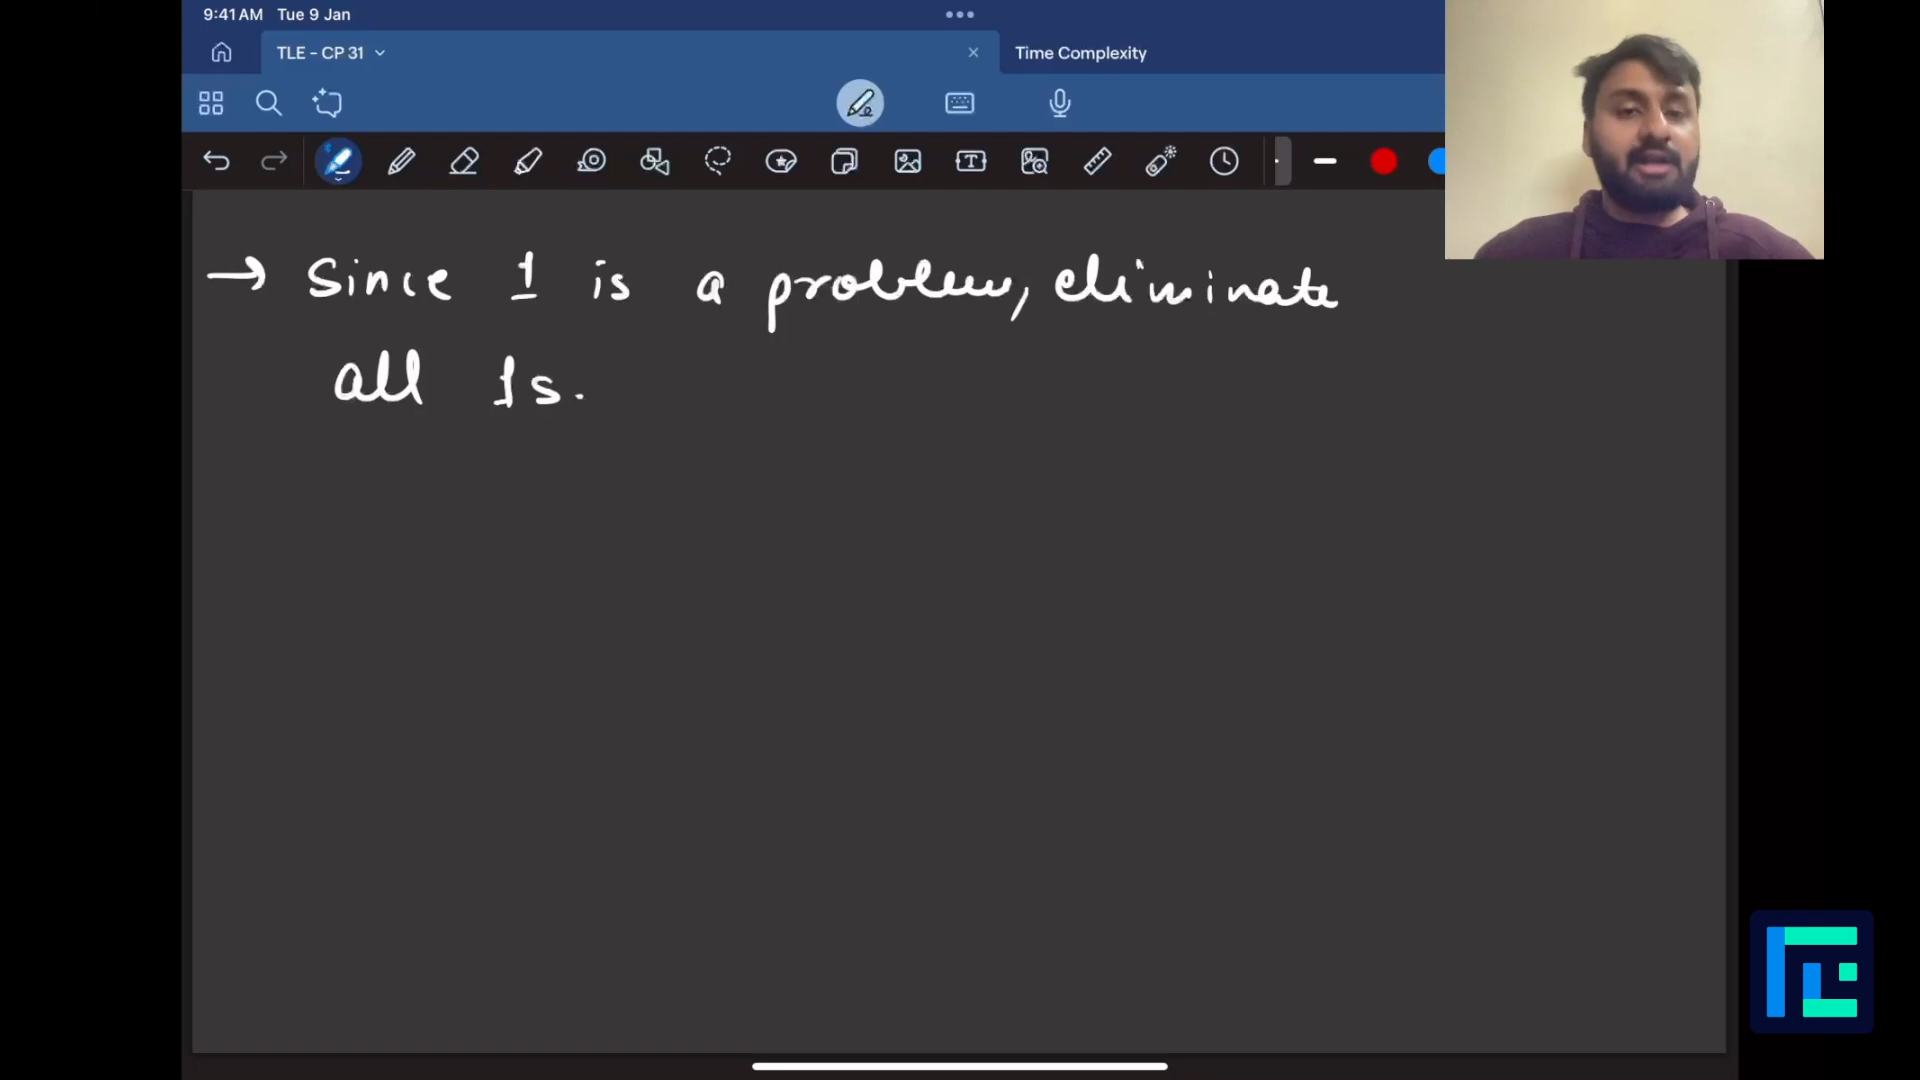 9:41 AM Tue 9 Jan
TLE - CP 31
Time Complexity
→ Since 1 is a problem, eliminate
all 1s.